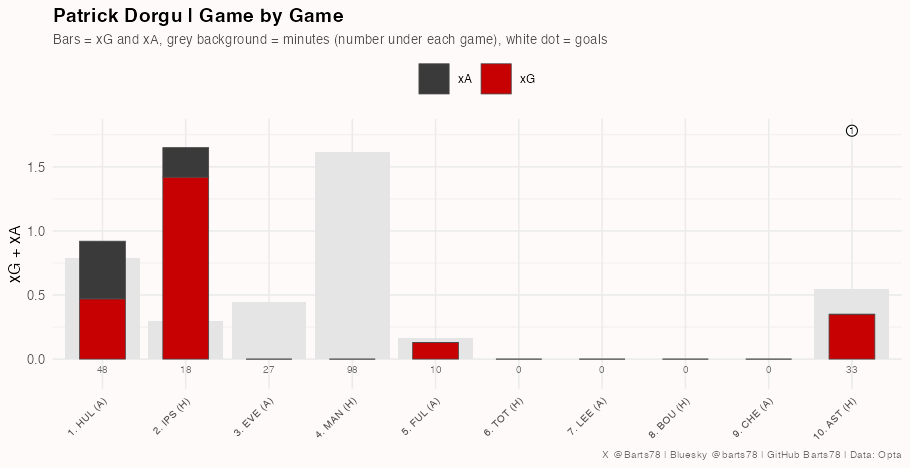 Patrick Dorgu | Game by Game
Bars = xG and xA, grey background = minutes (number under each game), white dot = goals
xA xG
xG + xA
1.5
1.0
0.5
0.0
1
48 18 27 98 10 0 0 0 0 33
1. HUL (A) 2. IPS (H) 3. EVE (A) 4. MAN (H) 5. FUL (A) 6. TOT (H) 7. LEE (A) 8. BOU (H) 9. CHE (A) 10. AST (H)
X @Barts78 | Bluesky @barts78 | GitHub Barts78 | Data: Opta